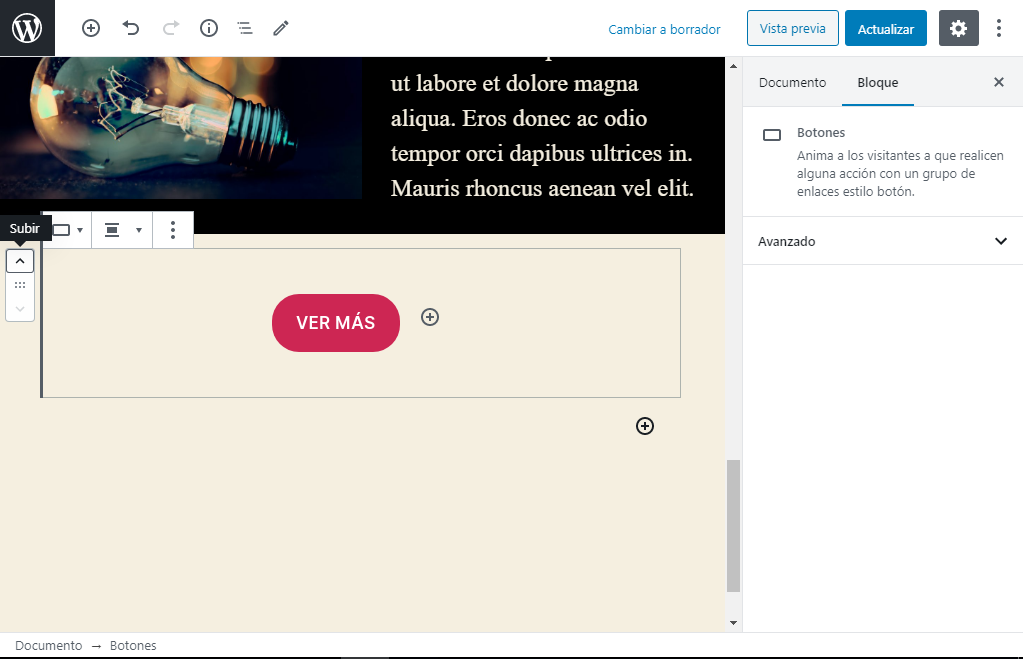 Cambiar a borrador
Vista previa
Actualizar
ut labore et dolore magna
aliqua. Eros donec ac odio
tempor orci dapibus ultrices in.
Mauris rhoncus aenean vel elit.
Subir
VER MÁS
Documento
Bloque
Botones
Anima a los visitantes a que realicen
alguna acción con un grupo de
enlaces estilo botón.
Avanzado
Documento → Botones